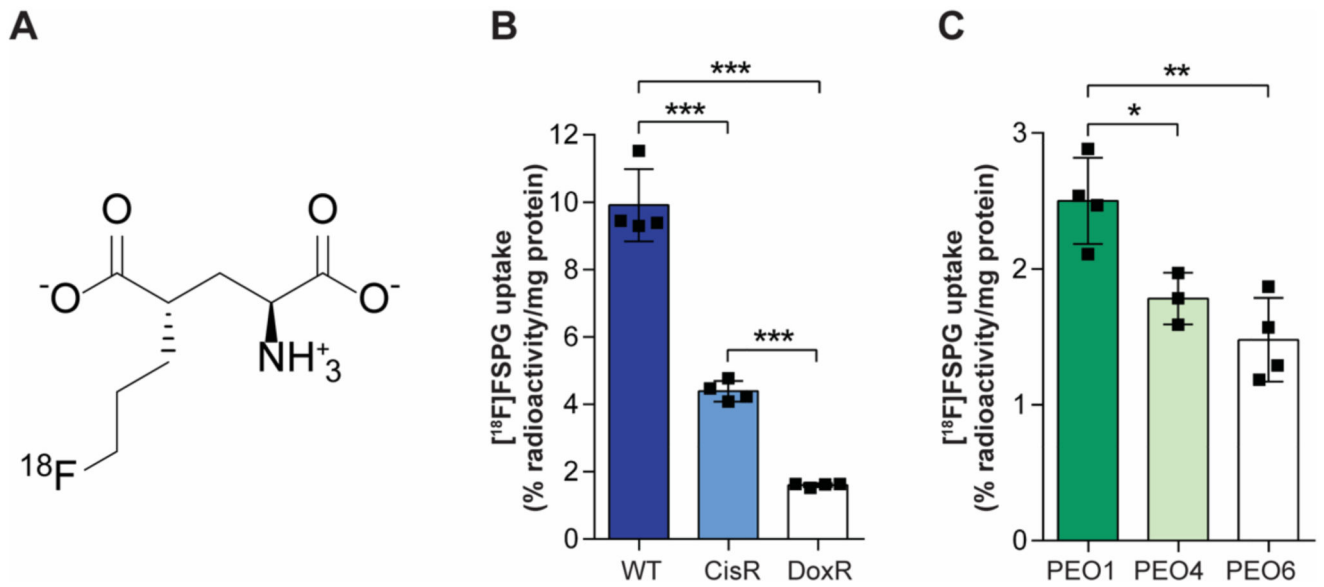 A
O
O
-O
O-
NH+3
18F
B
***
***
***
[18F]FSPG uptake
(% radioactivity/mg protein)
12
10
8
6
4
2
0
WT CisR DoxR
C
**
*
[18F]FSPG uptake
(% radioactivity/mg protein)
3
2
1
0
PEO1 PEO4 PEO6